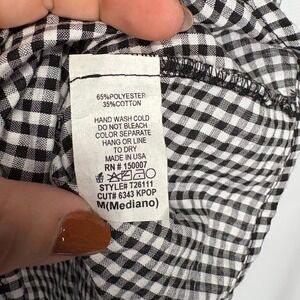 65%POLYESTER
35%COTTON
HAND WASH COLD
DO NOT BLEACH
COLOR SEPARATE
HANG OR LINE
TO DRY
MADE IN USA
RN # 150007
STYLE# T26111
CUT# 6343 KPOP
M(Mediano)